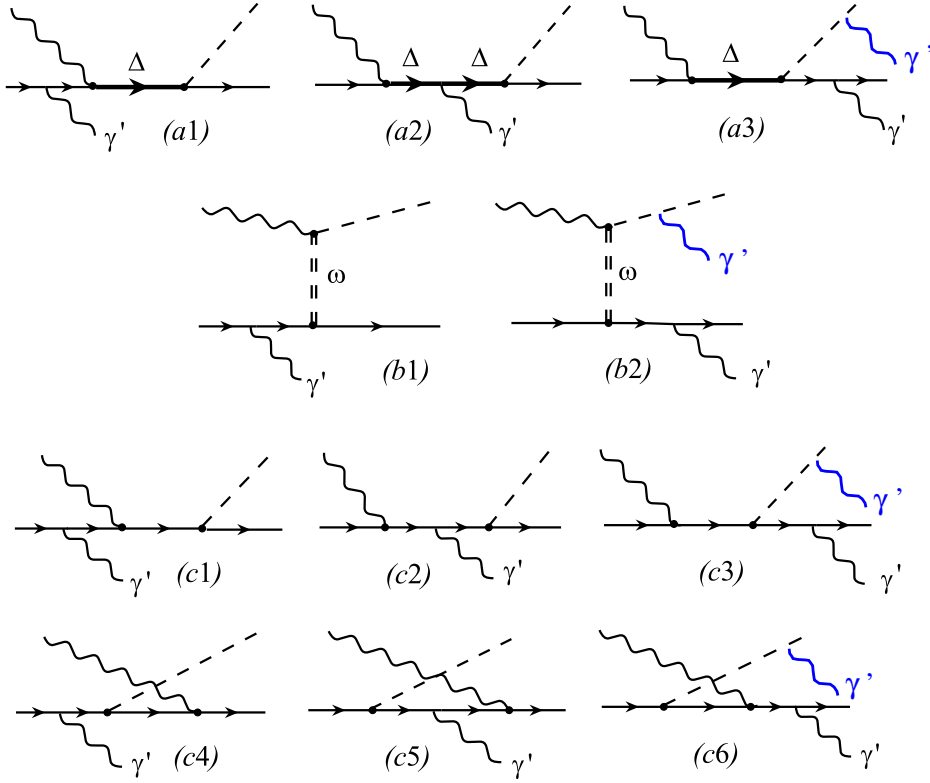 Δ Δ Δ Δ γ'
γ' (a1) γ' (a2) (a3) γ'
ω ω γ'
γ' (b1) (b2) γ'
γ'
γ' (c1) (c2) γ' (c3) γ'
γ'
γ' (c4) (c5) γ' (c6) γ'